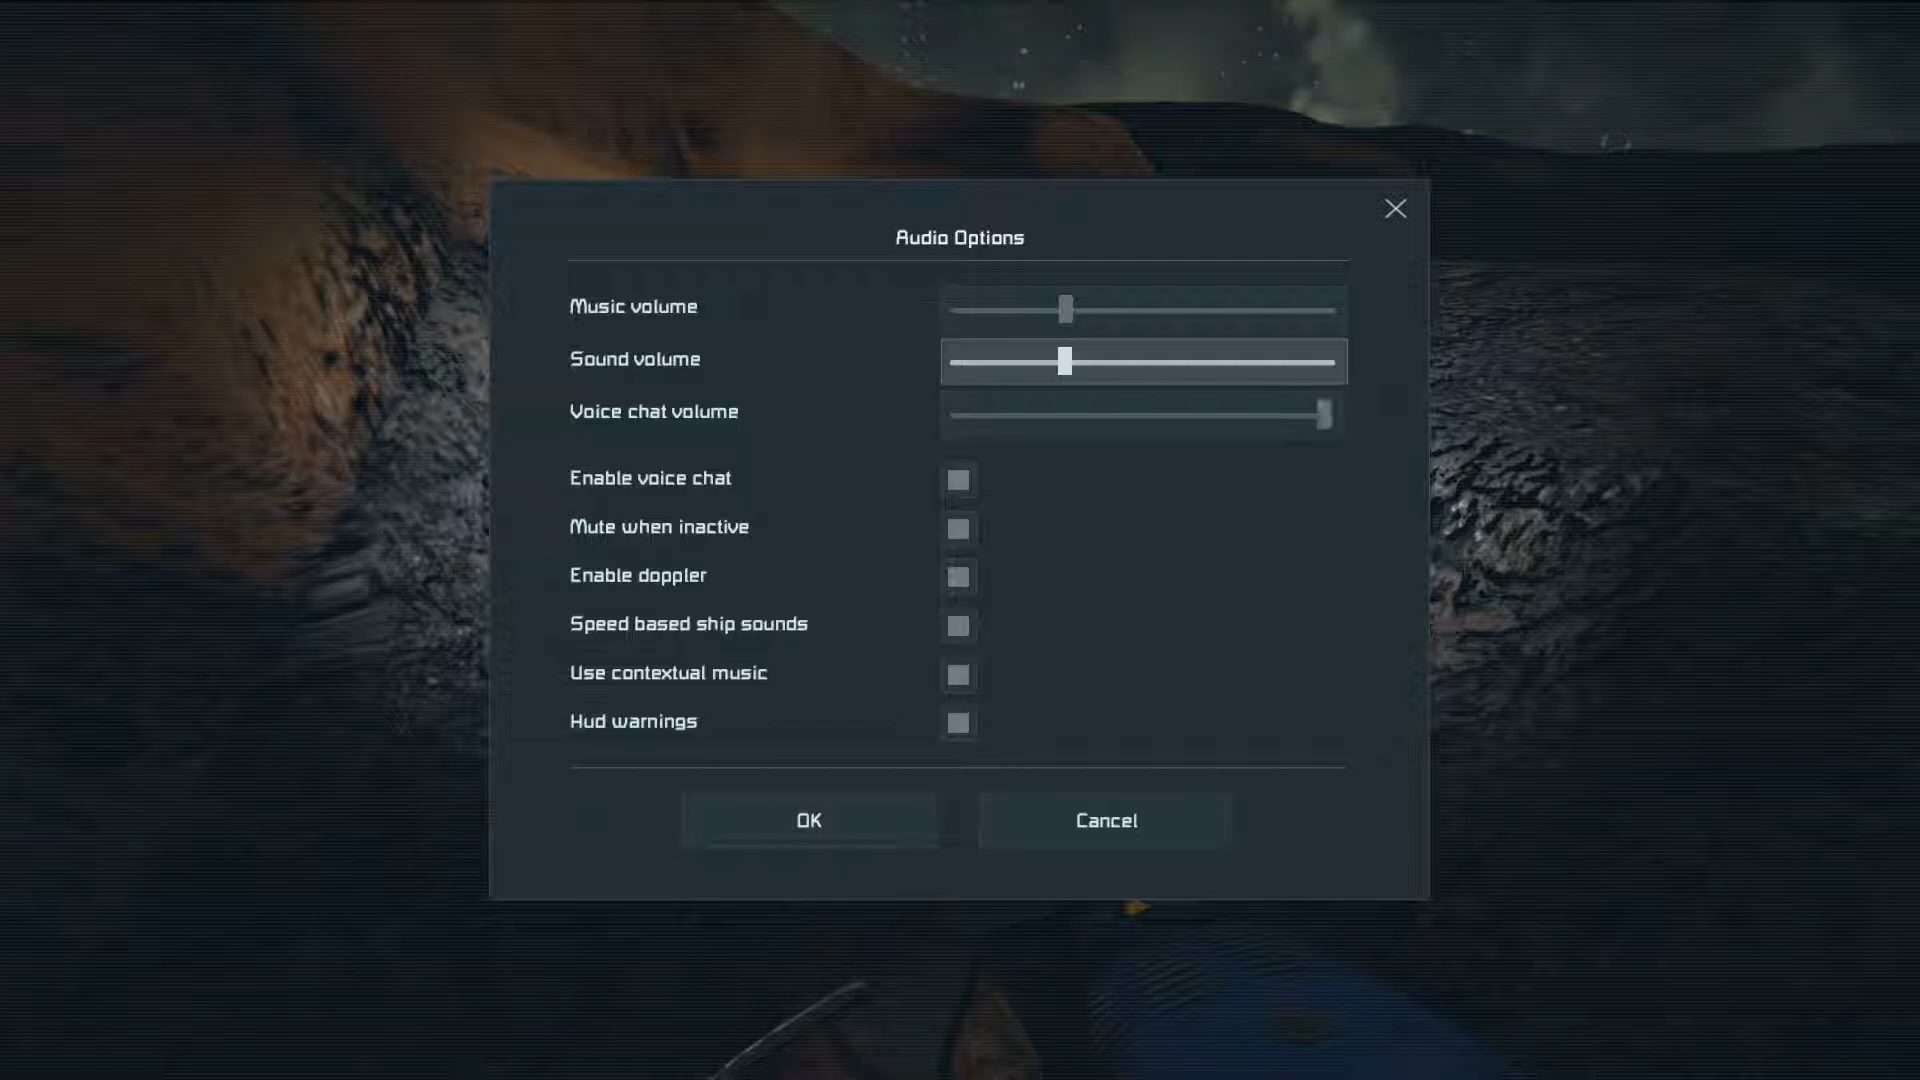 Audio Options
Music volume
Sound volume
Voice chat volume
Enable voice chat
Mute when inactive
Enable doppler
Speed based ship sounds
Use contextual music
Hud warnings
OK
Cancel